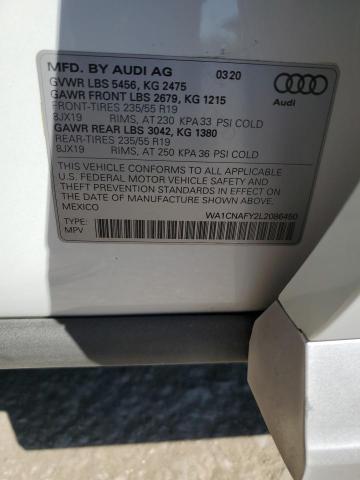 MFD. BY AUDI AG 03 20
GVWR LBS 5456, KG 2475
GAWR FRONT LBS 2679, KG 1215
FRONT-TIRES 235/55 R19
8JX19 RIMS, AT 230 KPA 33 PSI COLD
GAWR REAR LBS 3042, KG 1380
REAR-TIRES 235/55 R19
8JX19 RIMS, AT 250 KPA 36 PSI COLD
Audi
THIS VEHICLE CONFORMS TO ALL APPLICABLE
U.S. FEDERAL MOTOR VEHICLE SAFETY AND
THEFT PREVENTION STANDARDS IN EFFECT ON
THE DATE OF MANUFACTURE SHOWN ABOVE.
MEXICO
WA1CNAFY2L2086450
TYPE:
MPV